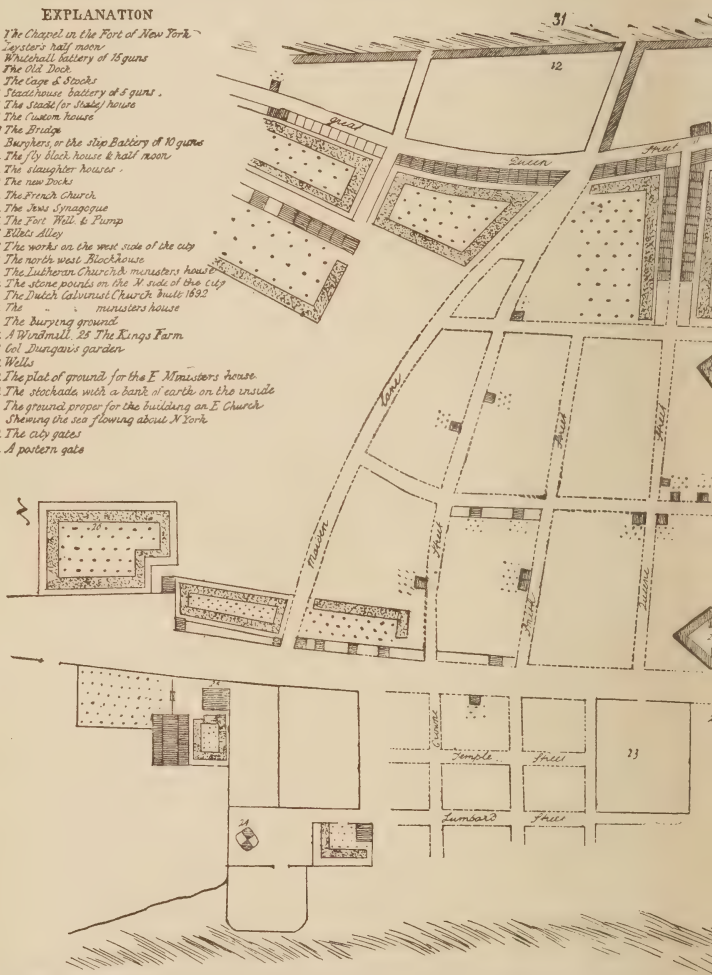 EXPLANATION
The Chapel in the Fort of New York
Leyster's half moon
Whitehall battery of 15 guns
The Old Dock
The Cage & Stocks
Stadthouse battery of 5 guns.
The Stadt (or State) house
The Custom house
The Bridge
Burghers, or the slip Battery of 10 guns
The fly block house & half moon
The slaughter houses.
The new Docks
The French Church
The Jews Synagogue
The Fort Well & Pump
Ellets Alley
The works on the west side of the city
The north west Blockhouse
The Lutheran Church & ministers house
The stone points on the N side of the city
The Dutch Calvinist Church built 1692
The " " ministers house
The burying ground
A Windmill, 25 The Kings Farm
Col Dungan's garden
Wells
The plat of ground for the E Ministers house
The stockade, with a bank of earth on the inside
The ground proper for the building an E Church
Shewing the sea flowing about N York
The city gates
A postern gate
31
12
great
Queen
Street
Lane
Street
Street
Maiden
Street
Street
Queene
Crowne
Temple Street
23
Lumbard Street